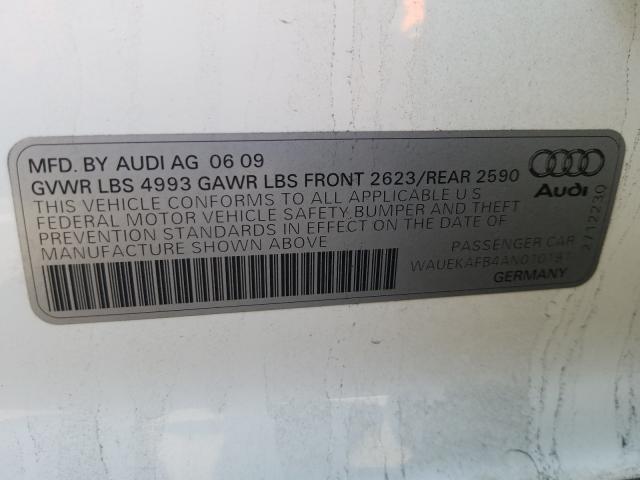 MFD. BY AUDI AG 06 09
GVWR LBS 4993 GAWR LBS FRONT 2623/REAR 2590
THIS VEHICLE CONFORMS TO ALL APPLICABLE U S
FEDERAL MOTOR VEHICLE SAFETY, BUMPER AND THEFT
PREVENTION STANDARDS IN EFFECT ON THE DATE OF
MANUFACTURE SHOWN ABOVE
PASSENGER CAR
WAUEKAFB4AN010191
GERMANY
Audi
2712230